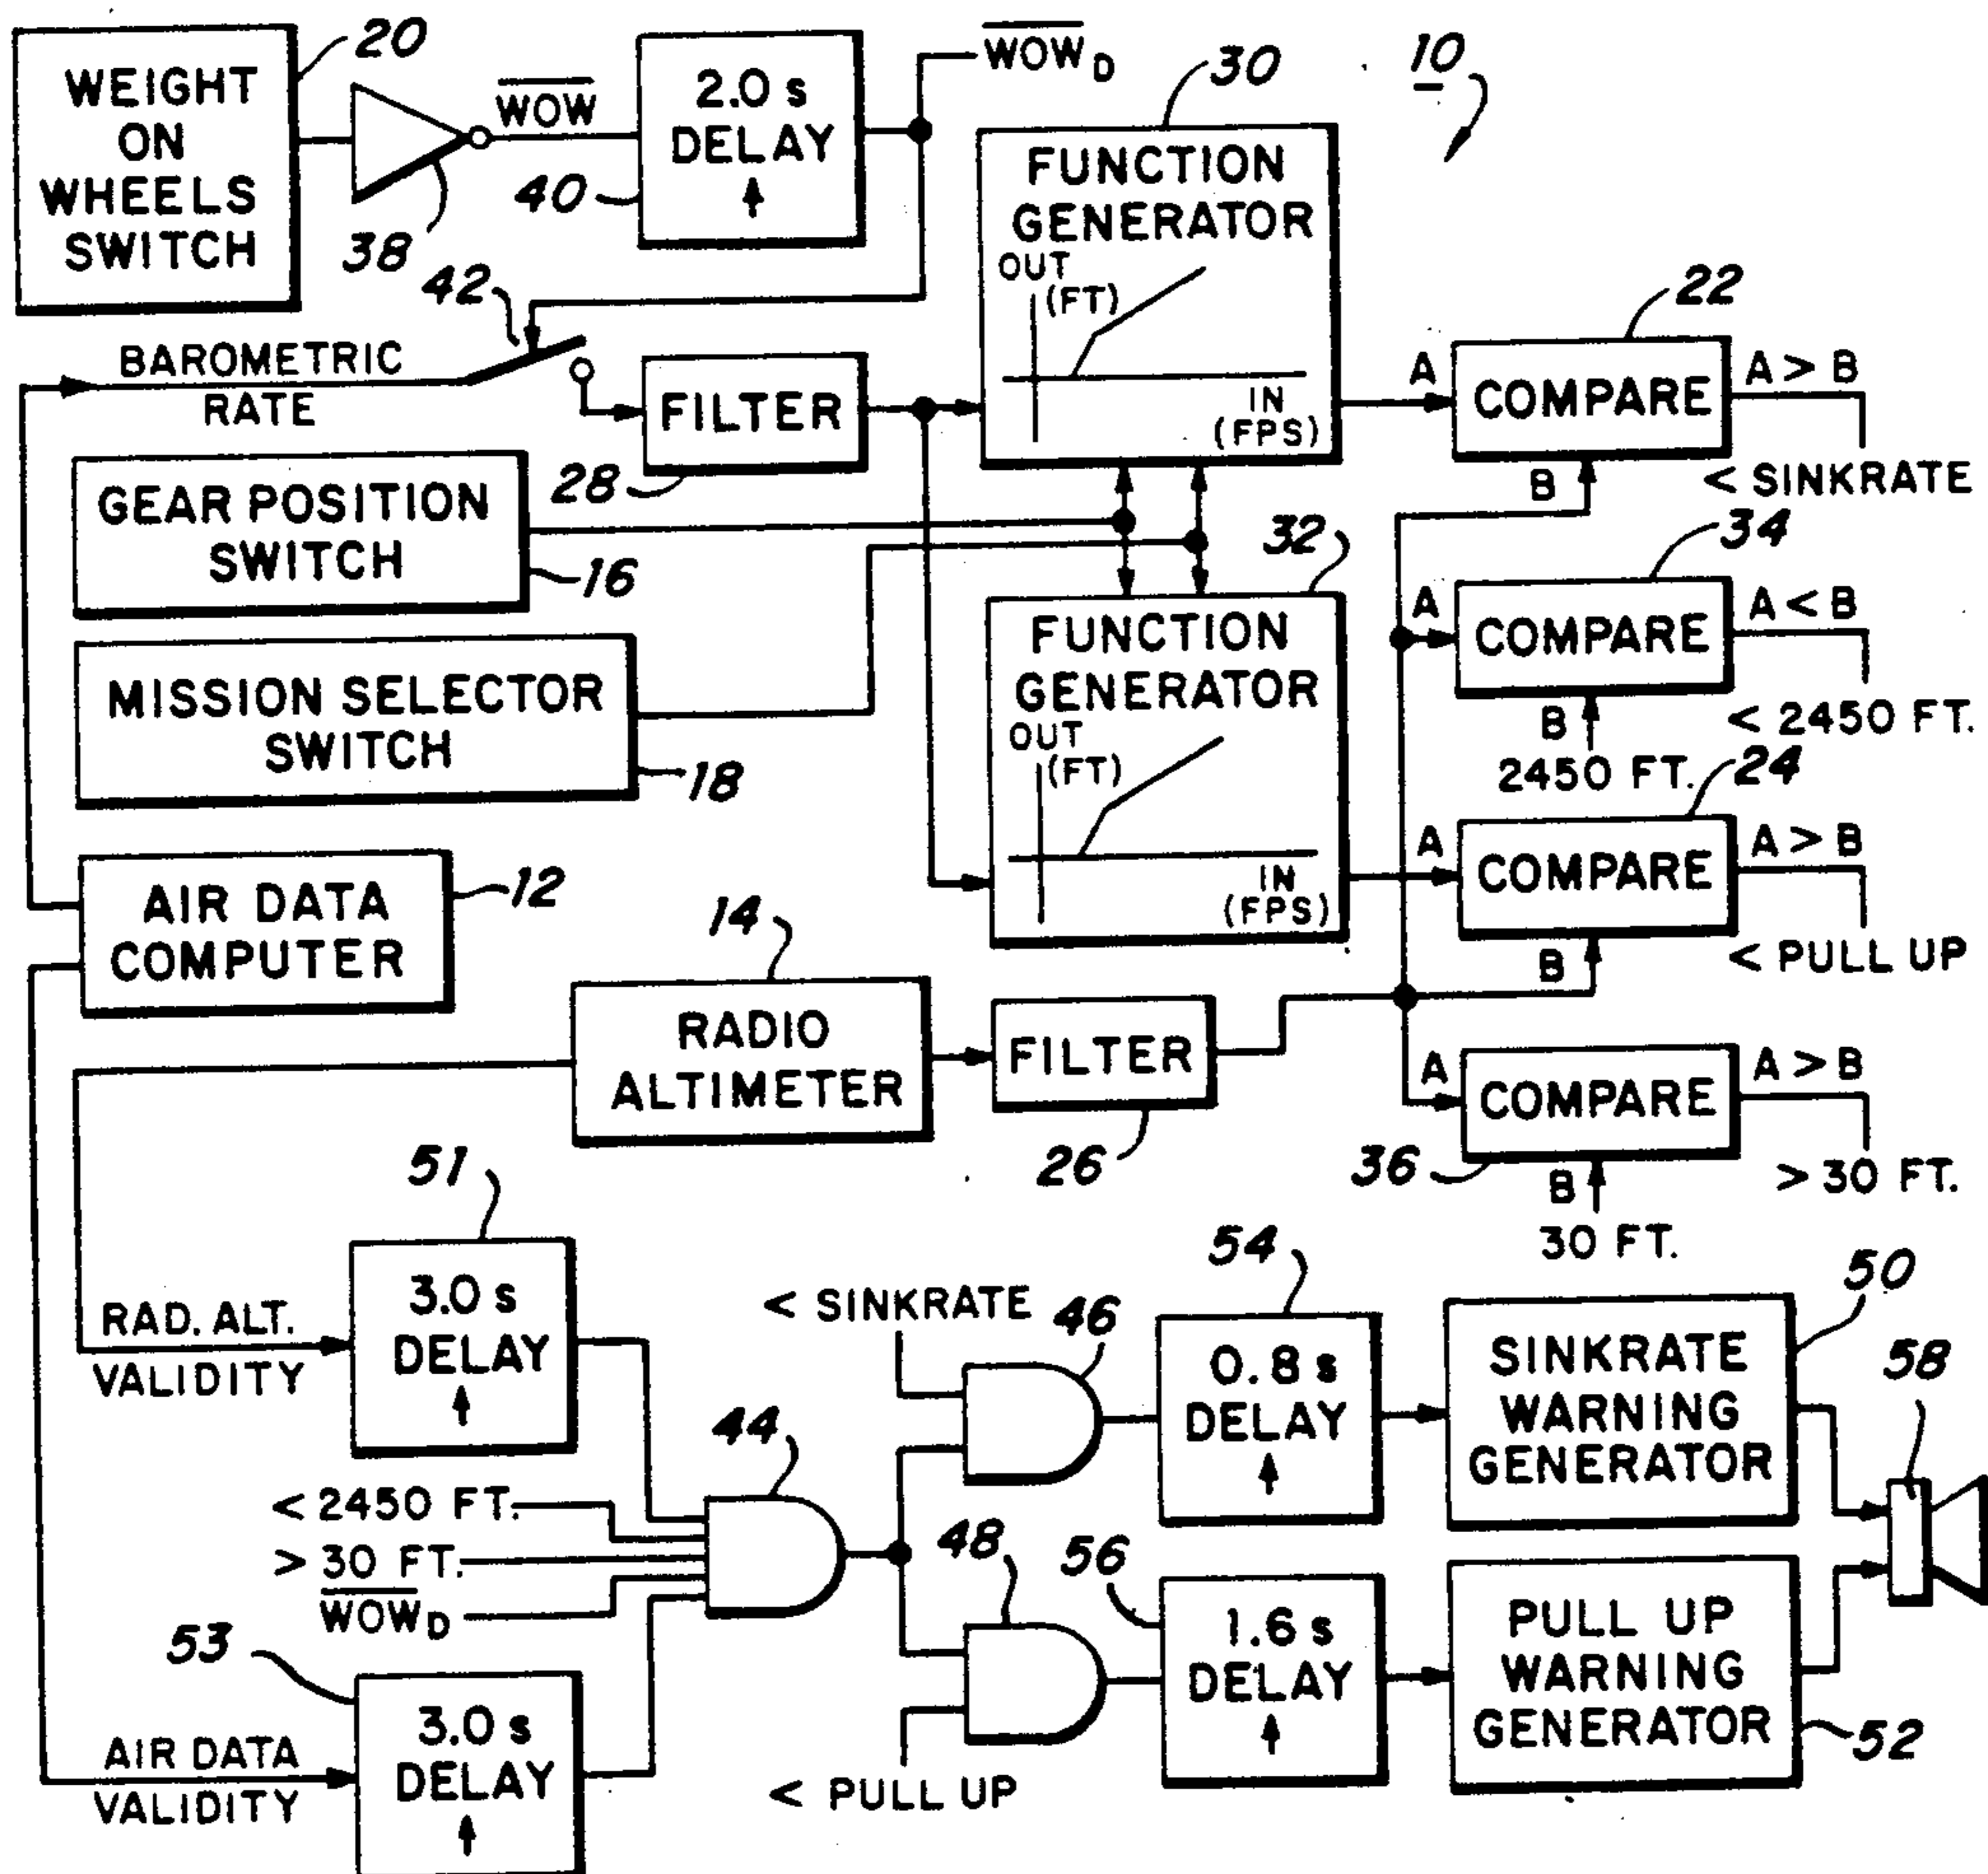 20
WEIGHT
ON
WHEELS
SWITCH
38
WOW
2.0 s
DELAY
40
WOW D
30
10
FUNCTION
GENERATOR
OUT
(FT)
IN
(FPS)
42
BAROMETRIC
RATE
FILTER
28
22
A
COMPARE
A > B
B
< SINKRATE
GEAR POSITION
SWITCH
16
MISSION SELECTOR
SWITCH
18
32
FUNCTION
GENERATOR
OUT
(FT)
IN
(FPS)
34
A
COMPARE
A < B
B
2450 FT.
< 2450 FT.
24
A
COMPARE
A > B
B
< PULL UP
AIR DATA
COMPUTER
12
14
RADIO
ALTIMETER
FILTER
26
A
COMPARE
A > B
36
B
30 FT.
> 30 FT.
51
RAD. ALT.
VALIDITY
3.0 s
DELAY
44
< 2450 FT.
> 30 FT.
WOW D
53
AIR DATA
VALIDITY
3.0 s
DELAY
< SINKRATE
46
54
0.8 s
DELAY
50
SINKRATE
WARNING
GENERATOR
58
48
< PULL UP
56
1.6 s
DELAY
PULL UP
WARNING
GENERATOR
52